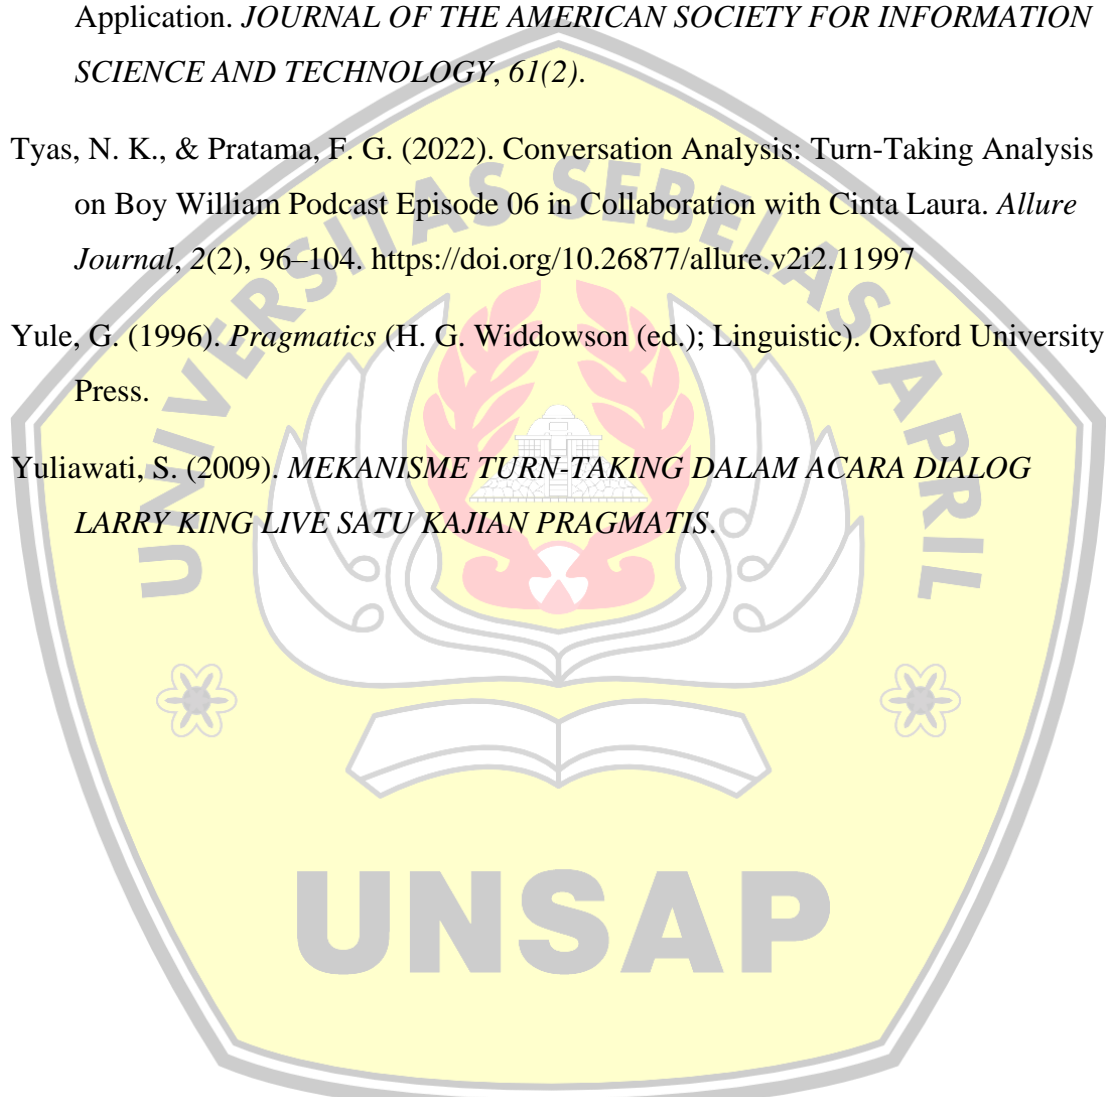 Application. JOURNAL OF THE AMERICAN SOCIETY FOR INFORMATION
SCIENCE AND TECHNOLOGY, 61(2).
Tyas, N. K., & Pratama, F. G. (2022). Conversation Analysis: Turn-Taking Analysis
on Boy William Podcast Episode 06 in Collaboration with Cinta Laura. Allure
Journal, 2(2), 96–104. https://doi.org/10.26877/allure.v2i2.11997
Yule, G. (1996). Pragmatics (H. G. Widdowson (ed.); Linguistic). Oxford University
Press.
Yuliawati, S. (2009). MEKANISME TURN-TAKING DALAM ACARA DIALOG
LARRY KING LIVE SATU KAJIAN PRAGMATIS.
UNIVERSITAS SEBELAS APRIL
UNSAP